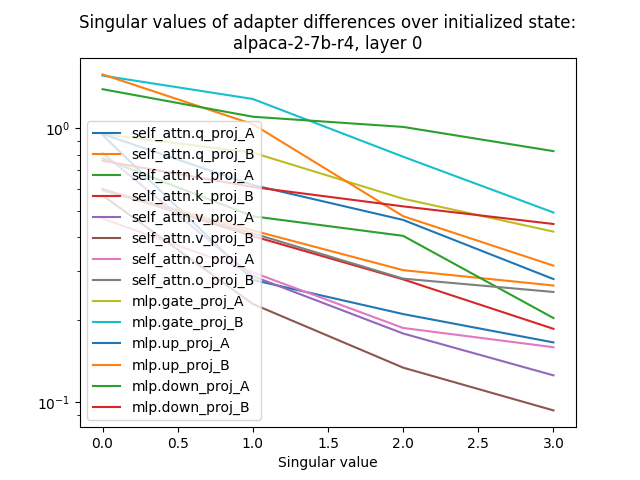 Singular values of adapter differences over initialized state:
alpaca-2-7b-r4, layer 0
10⁰
10⁻¹
self_attn.q_proj_A
self_attn.q_proj_B
self_attn.k_proj_A
self_attn.k_proj_B
self_attn.v_proj_A
self_attn.v_proj_B
self_attn.o_proj_A
self_attn.o_proj_B
mlp.gate_proj_A
mlp.gate_proj_B
mlp.up_proj_A
mlp.up_proj_B
mlp.down_proj_A
mlp.down_proj_B
0.0 0.5 1.0 1.5 2.0 2.5 3.0
Singular value